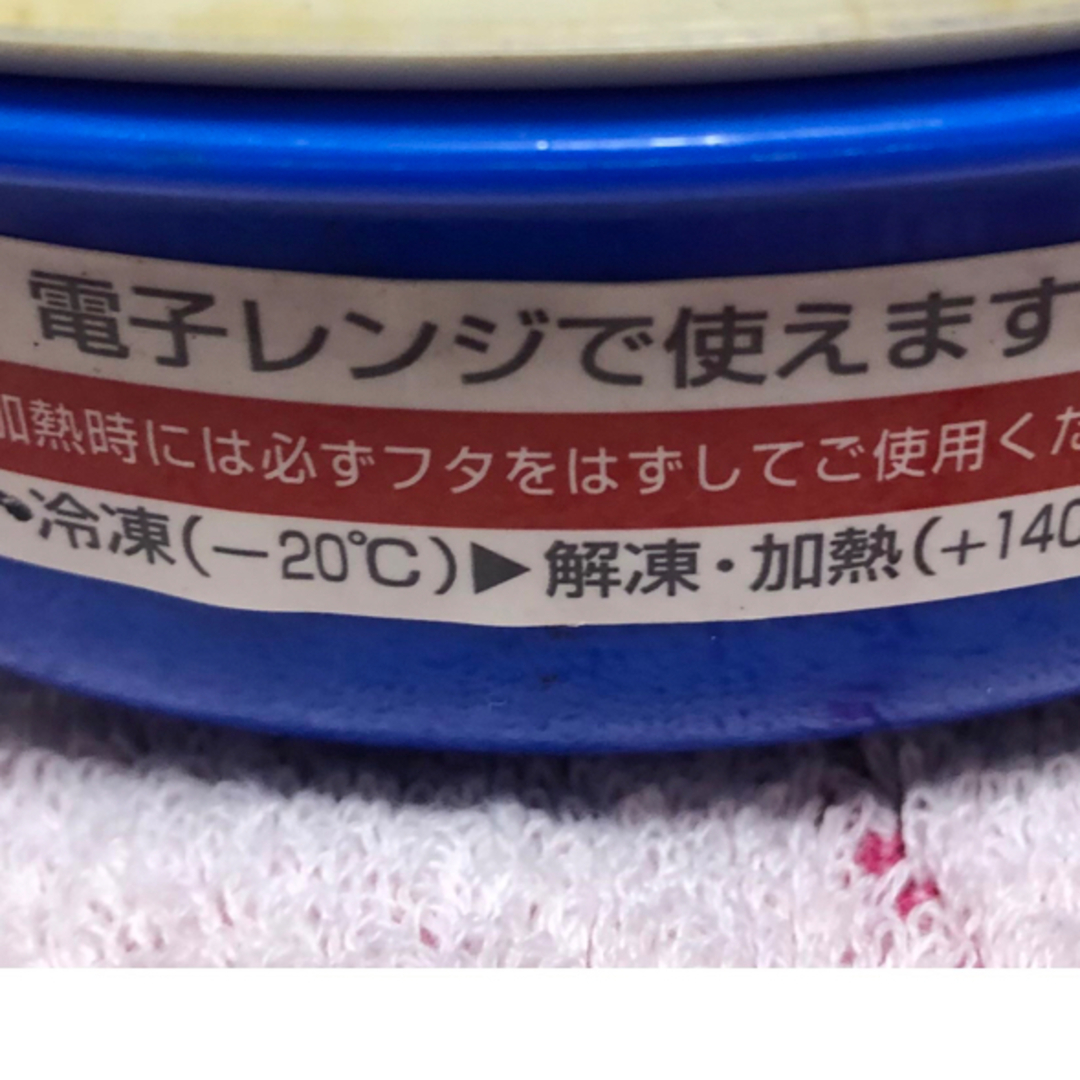 電子レンジで使えます
加熱時には必ずフタをはずしてご使用くだ
冷凍(－20℃)▶解凍・加熱(+140